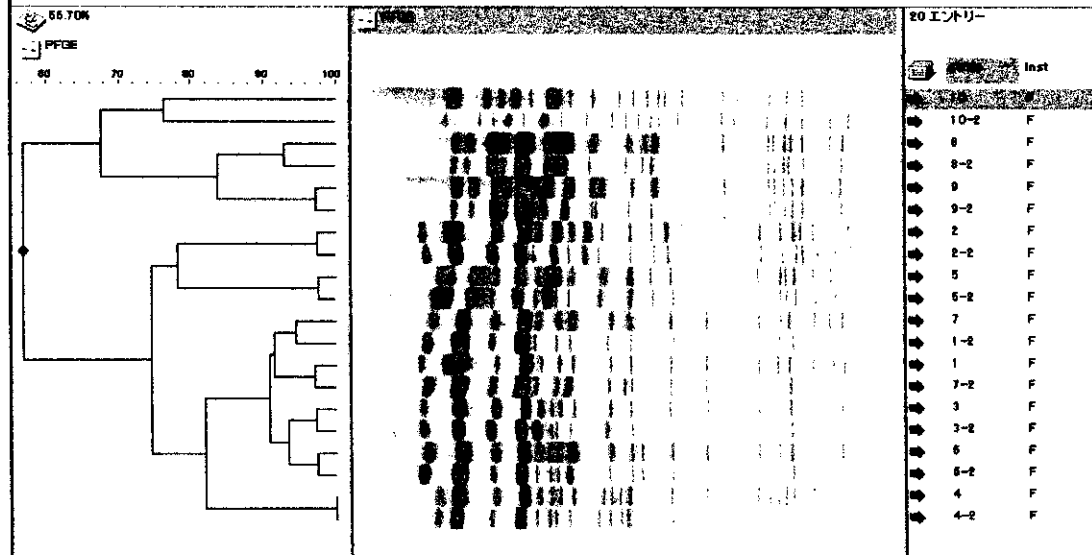 55.70%
PFGE
60 70 80 90 100
PFGE
20 エントリー
Inst
10 F
10-2 F
8 F
8-2 F
9 F
9-2 F
2 F
2-2 F
5 F
5-2 F
7 F
1-2 F
1 F
7-2 F
3 F
3-2 F
6 F
6-2 F
4 F
4-2 F